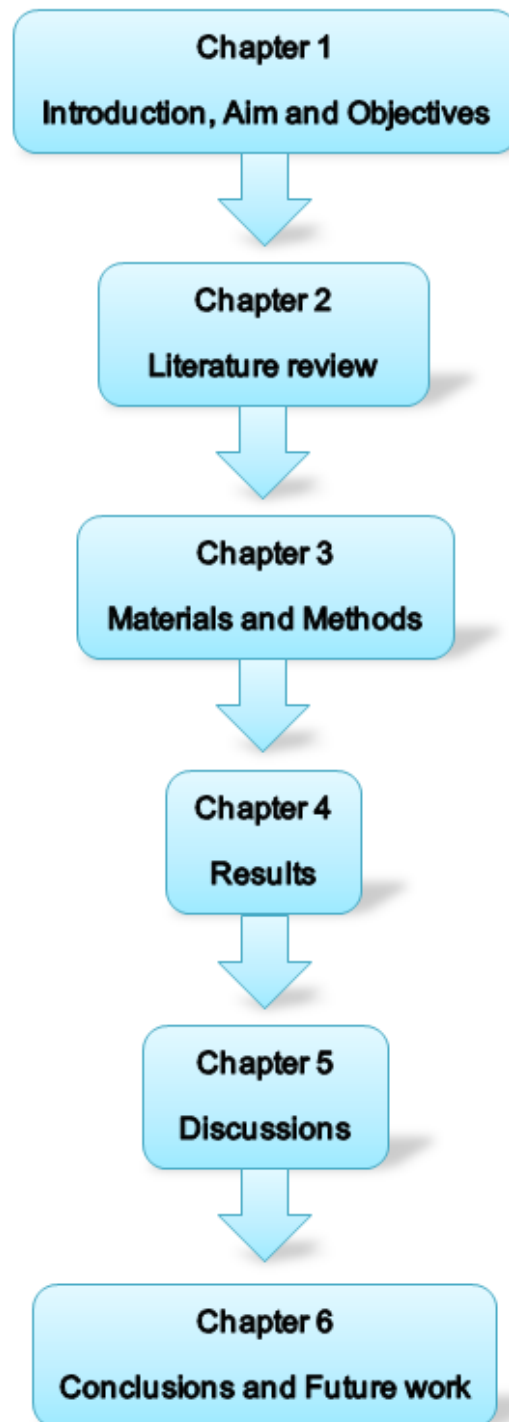 Chapter 1
Introduction, Aim and Objectives
Chapter 2
Literature review
Chapter 3
Materials and Methods
Chapter 4
Results
Chapter 5
Discussions
Chapter 6
Conclusions and Future work